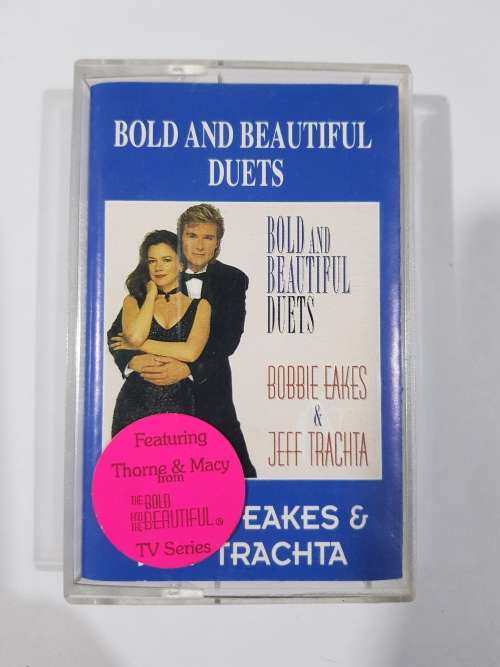 BOLD AND BEAUTIFUL
DUETS
BOLD AND
BEAUTIFUL
DUETS
BOBBIE EAKES
&
JEFF TRACHTA
Featuring
Thorne & Macy
from
THE BOLD
AND THE
BEAUTIFUL ®
TV Series
EAKES &
TRACHTA